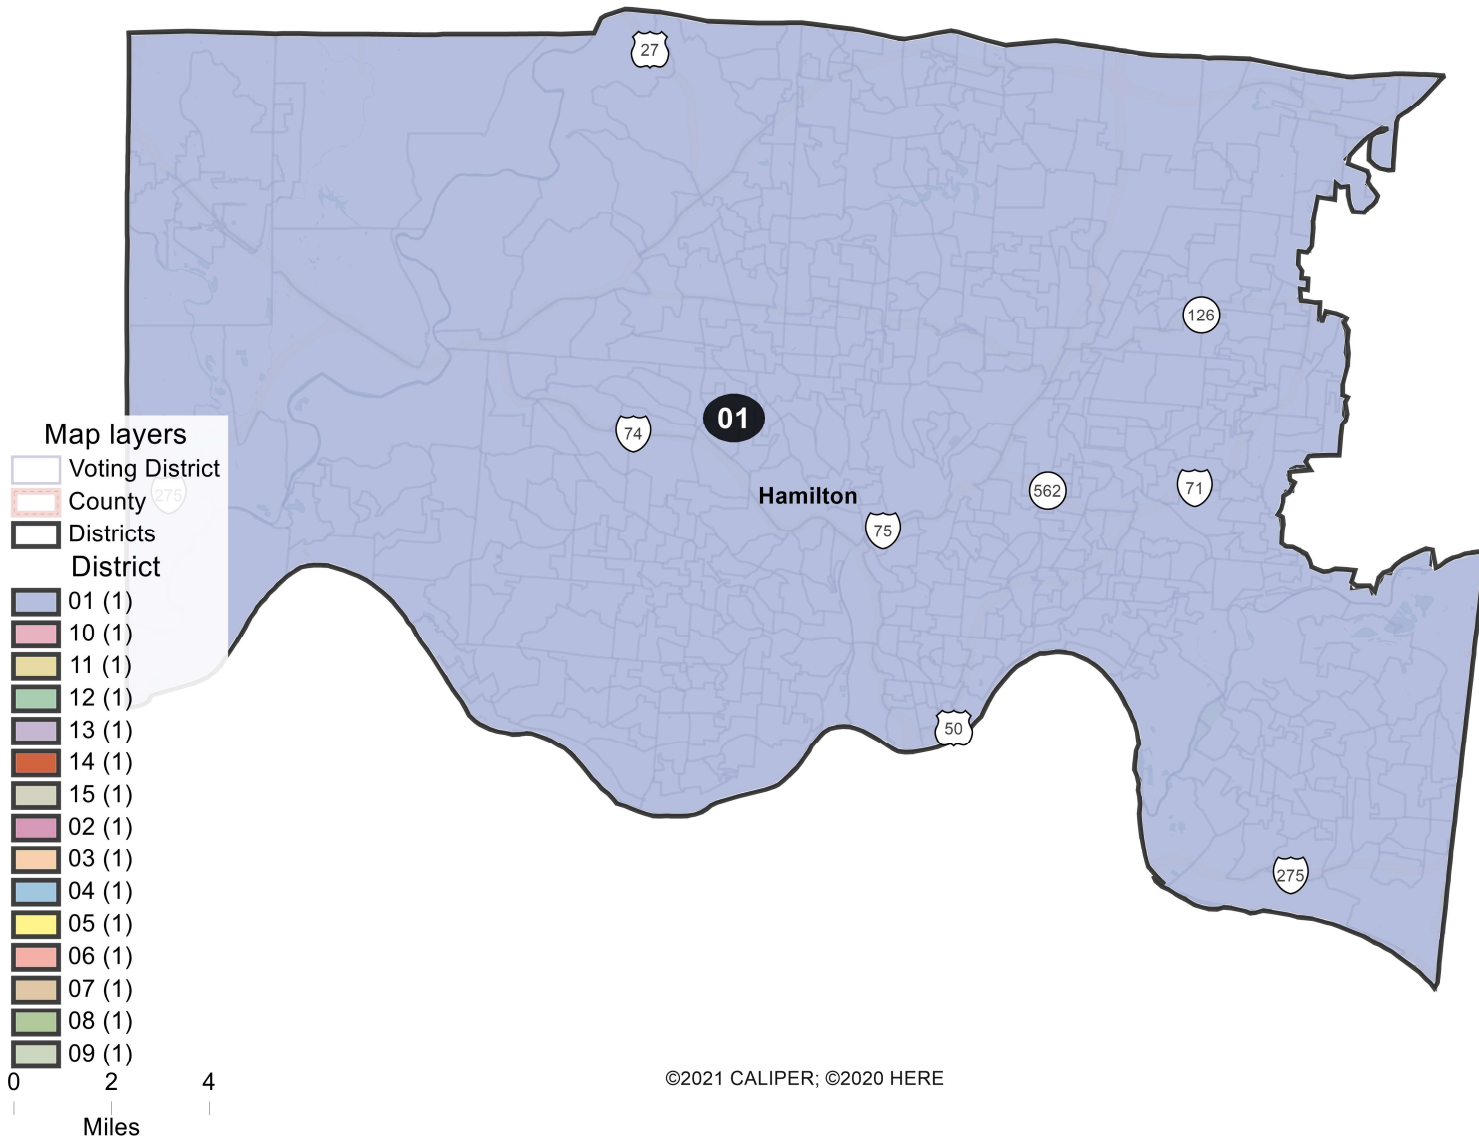 27
126
01
74
Map layers
Voting District
275
County
Districts
Hamilton
562
71
75
District
01 (1)
10 (1)
11 (1)
12 (1)
13 (1)
14 (1)
15 (1)
02 (1)
03 (1)
04 (1)
05 (1)
06 (1)
07 (1)
08 (1)
09 (1)
50
275
0 2 4
Miles
©2021 CALIPER; ©2020 HERE